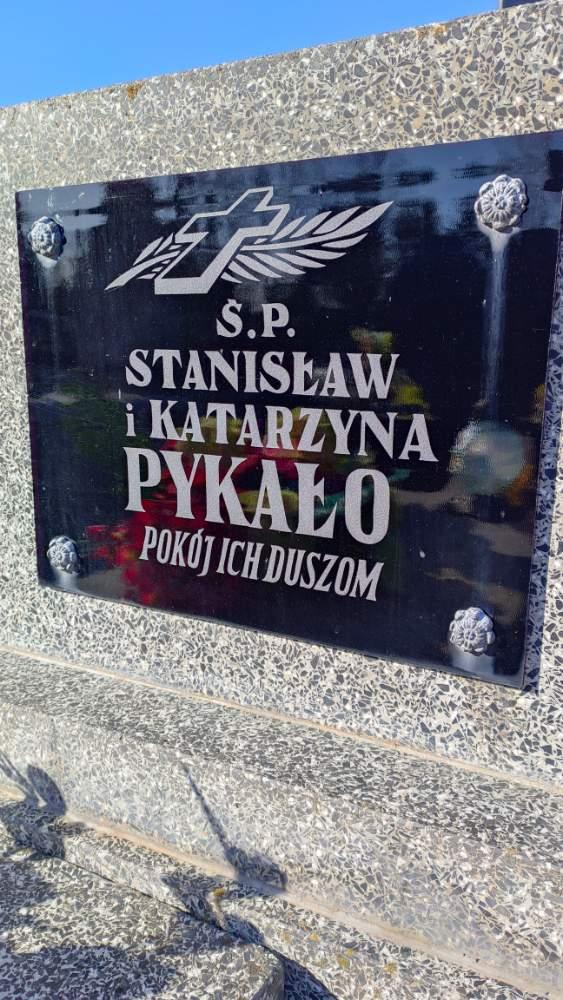 Ś.P.
STANISŁAW
i KATARZYNA
PYKAŁO
POKÓJ ICH DUSZOM